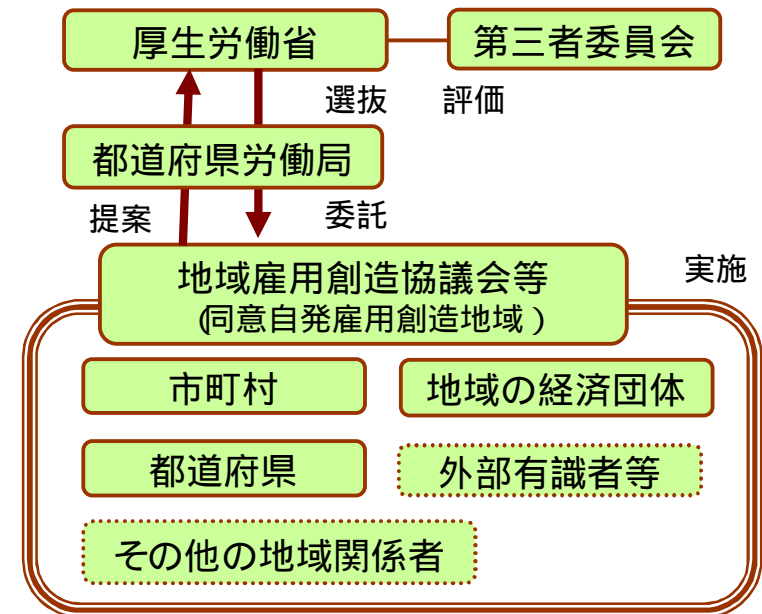 厚生労働省
第三者委員会
選抜
評価
都道府県労働局
提案
委託
地域雇用創造協議会等
(同意自発雇用創造地域)
実施
市町村
地域の経済団体
都道府県
外部有識者等
その他の地域関係者